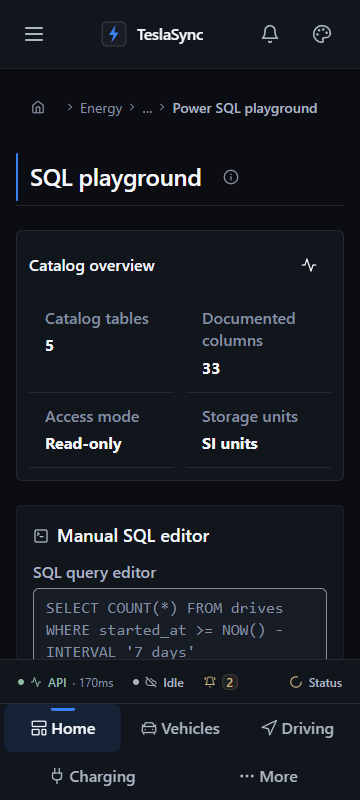 TeslaSync
Energy
...
Power SQL playground
SQL playground
Catalog overview
Catalog tables
5
Documented columns
33
Access mode
Read-only
Storage units
SI units
Manual SQL editor
SQL query editor
SELECT COUNT(*) FROM drives
WHERE started_at >= NOW() -
INTERVAL '7 days'
API · 170ms
Idle
2
Status
Home
Vehicles
Driving
Charging
More